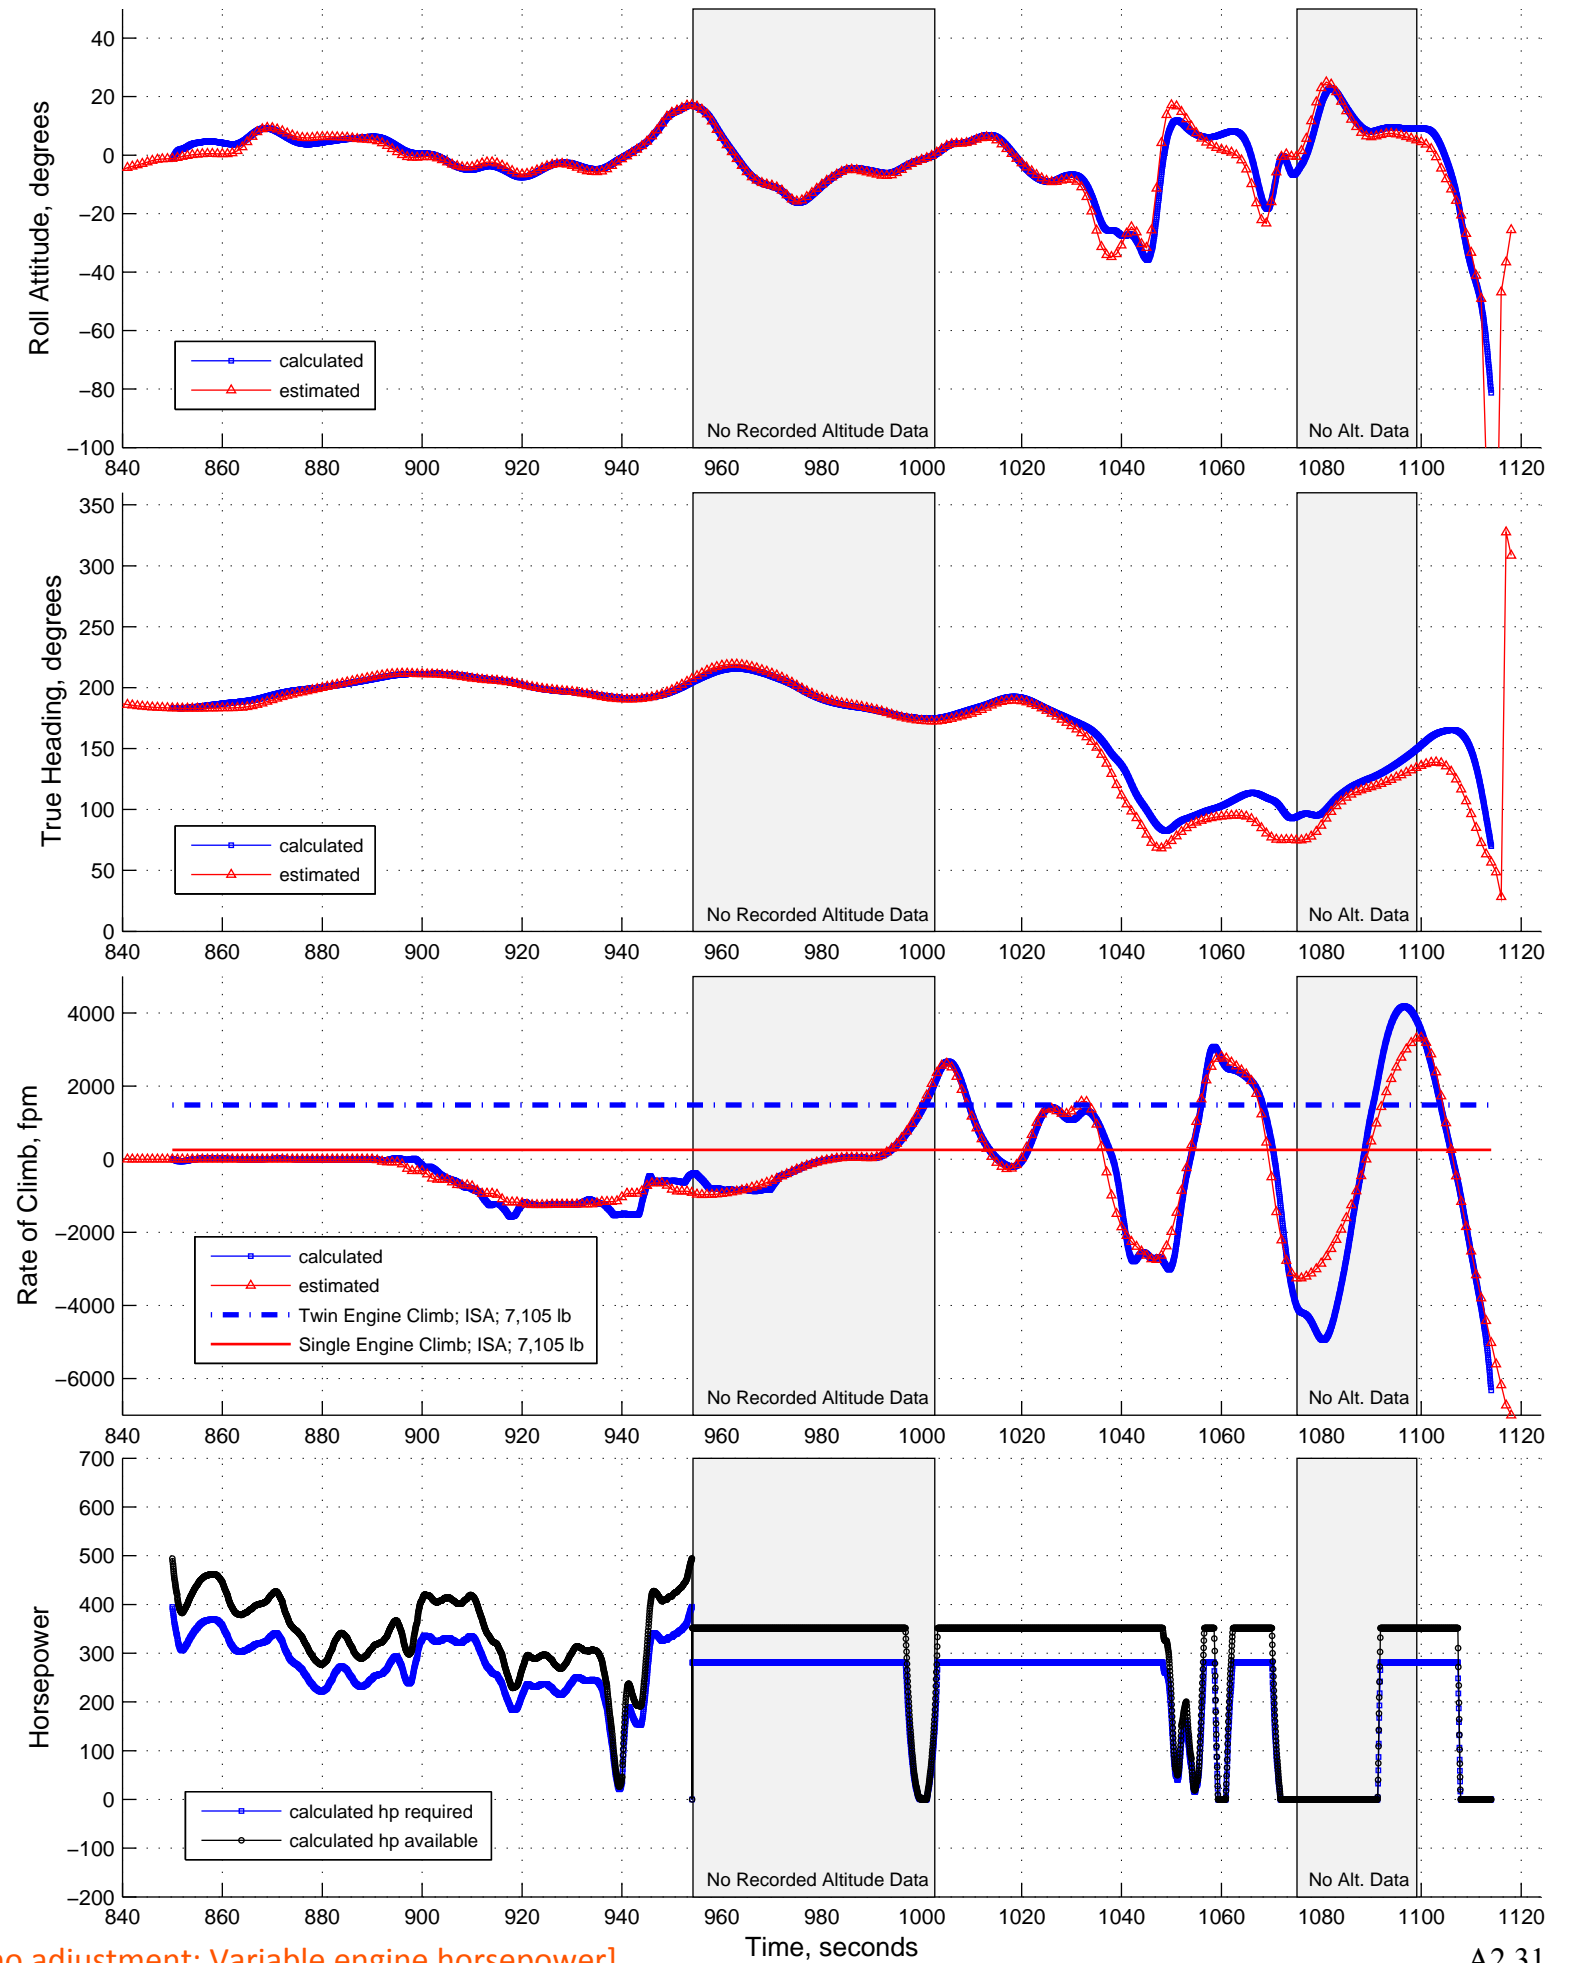 40
20
0
−20
−40
−60
−80
−100
Roll Attitude, degrees
calculated
estimated
No Recorded Altitude Data
No Alt. Data
840 860 880 900 920 940 960 980 1000 1020 1040 1060 1080 1100 1120
350
300
250
200
150
100
50
0
True Heading, degrees
calculated
estimated
No Recorded Altitude Data
No Alt. Data
840 860 880 900 920 940 960 980 1000 1020 1040 1060 1080 1100 1120
4000
2000
0
−2000
−4000
−6000
Rate of Climb, fpm
calculated
estimated
Twin Engine Climb; ISA; 7,105 lb
Single Engine Climb; ISA; 7,105 lb
No Recorded Altitude Data
No Alt. Data
840 860 880 900 920 940 960 980 1000 1020 1040 1060 1080 1100 1120
700
600
500
400
300
200
100
0
−100
−200
Horsepower
calculated hp required
calculated hp available
No Recorded Altitude Data
No Alt. Data
840 860 880 900 920 940 960 980 1000 1020 1040 1060 1080 1100 1120
Time, seconds
adjustment: Variable engine horsepower]
A2 31